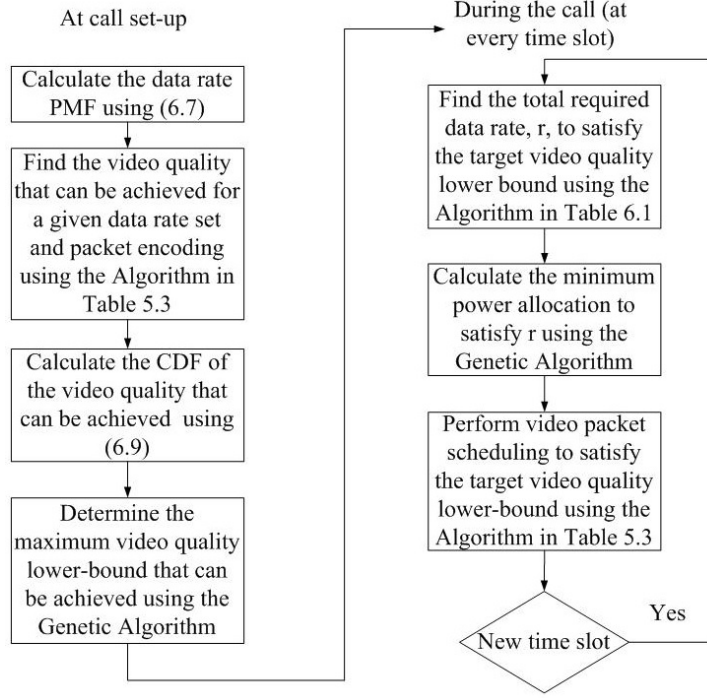 At call set-up
Calculate the data rate
PMF using (6.7)
Find the video quality
that can be achieved for
a given data rate set
and packet encoding
using the Algorithm in
Table 5.3
Calculate the CDF of
the video quality that
can be achieved using
(6.9)
Determine the
maximum video quality
lower-bound that can
be achieved using the
Genetic Algorithm
During the call (at
every time slot)
Find the total required
data rate, r, to satisfy
the target video quality
lower bound using the
Algorithm in Table 6.1
Calculate the minimum
power allocation to
satisfy r using the
Genetic Algorithm
Perform video packet
scheduling to satisfy
the target video quality
lower-bound using the
Algorithm in Table 5.3
New time slot
Yes